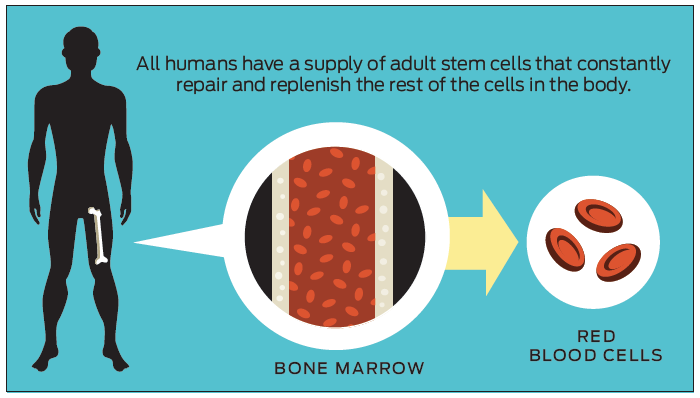 All humans have a supply of adult stem cells that constantly
repair and replenish the rest of the cells in the body.
BONE MARROW
RED
BLOOD CELLS